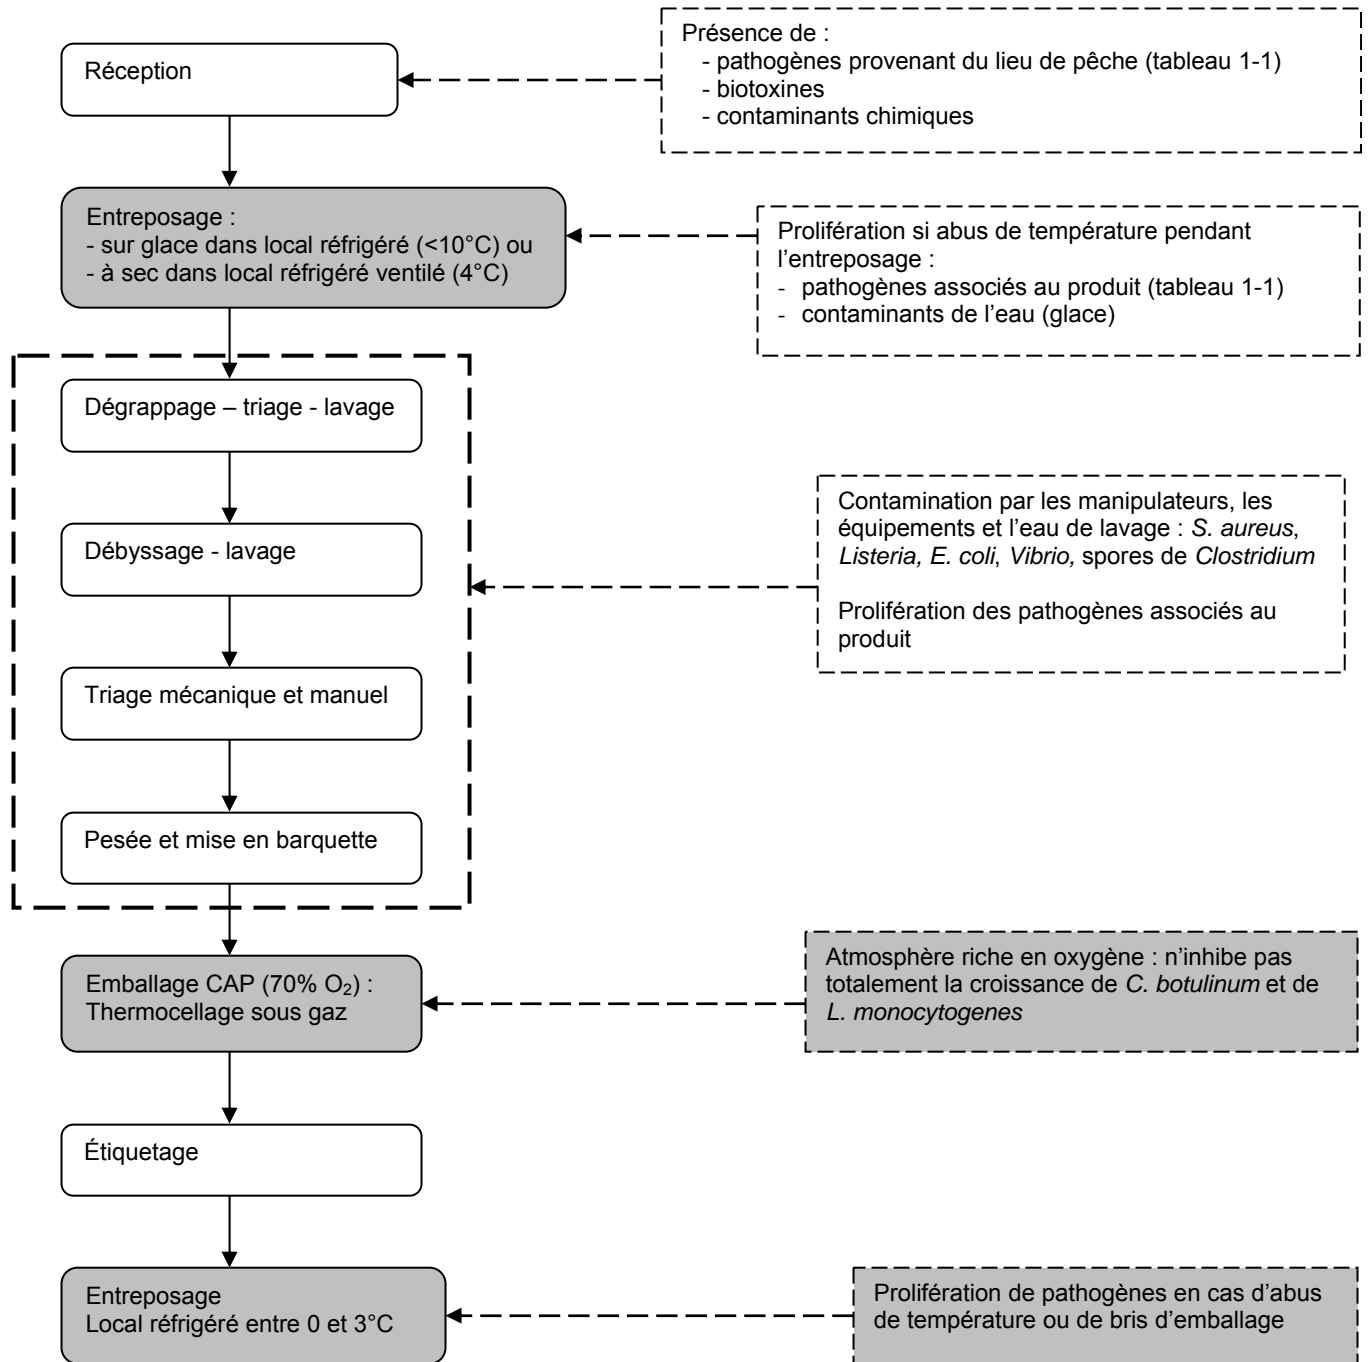 Réception
Présence de :
- pathogènes provenant du lieu de pêche (tableau 1-1)
- biotoxines
- contaminants chimiques
Entreposage :
- sur glace dans local réfrigéré (<10°C) ou
- à sec dans local réfrigéré ventilé (4°C)
Prolifération si abus de température pendant
l'entreposage :
- pathogènes associés au produit (tableau 1-1)
- contaminants de l'eau (glace)
Dégrappage – triage - lavage
Débyssage - lavage
Triage mécanique et manuel
Pesée et mise en barquette
Contamination par les manipulateurs, les
équipements et l'eau de lavage : S. aureus,
Listeria, E. coli, Vibrio, spores de Clostridium
Prolifération des pathogènes associés au
produit
Emballage CAP (70% O₂) :
Thermocellage sous gaz
Atmosphère riche en oxygène : n'inhibe pas
totalement la croissance de C. botulinum et de
L. monocytogenes
Étiquetage
Entreposage
Local réfrigéré entre 0 et 3°C
Prolifération de pathogènes en cas d'abus
de température ou de bris d'emballage